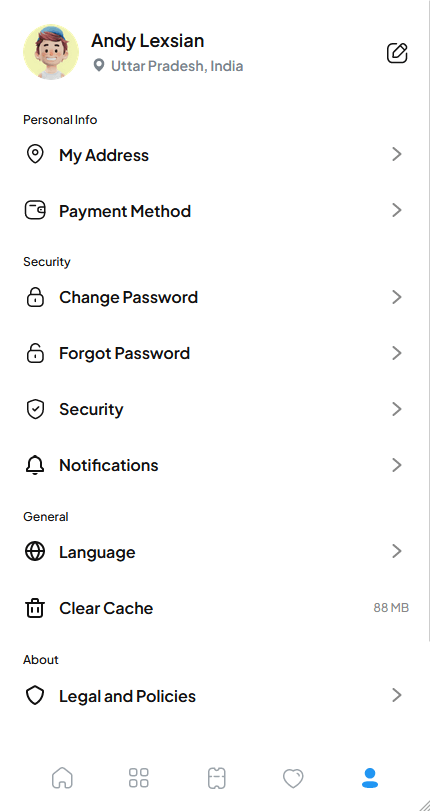 Andy Lexsian
Uttar Pradesh, India
Personal Info
My Address
Payment Method
Security
Change Password
Forgot Password
Security
Notifications
General
Language
Clear Cache 88 MB
About
Legal and Policies